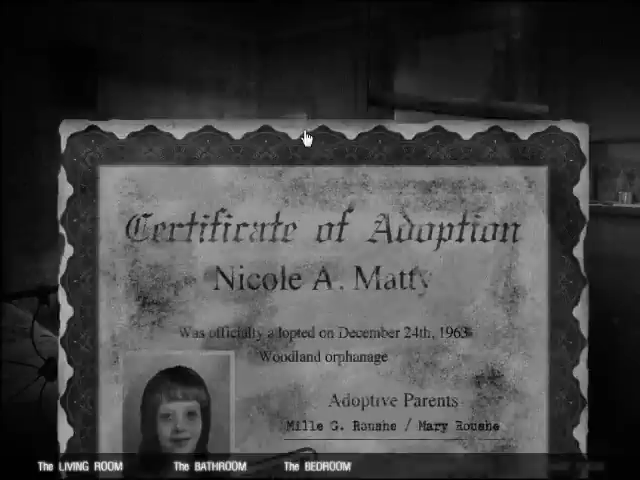 Certificate of Adoption
Nicole A. Matty
Was officially adopted on December 24th, 1963
Woodland orphanage
Adoptive Parents
Mille G. Roushe / Mary Roushe
The LIVING ROOM The BATHROOM The BEDROOM